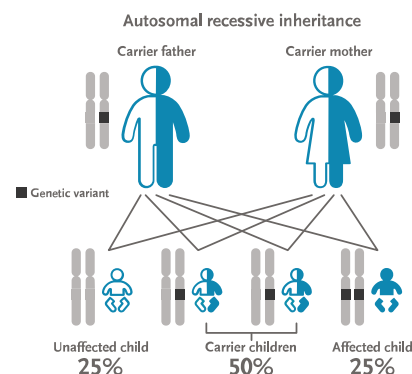 Autosomal recessive inheritance
Carrier father
Carrier mother
Genetic variant
Unaffected child
25%
Carrier children
50%
Affected child
25%